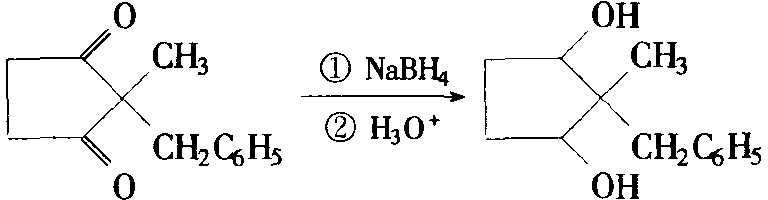 O
CH₃
CH₂C₆H₅
O
① NaBH₄
② H₃O⁺
OH
CH₃
CH₂C₆H₅
OH